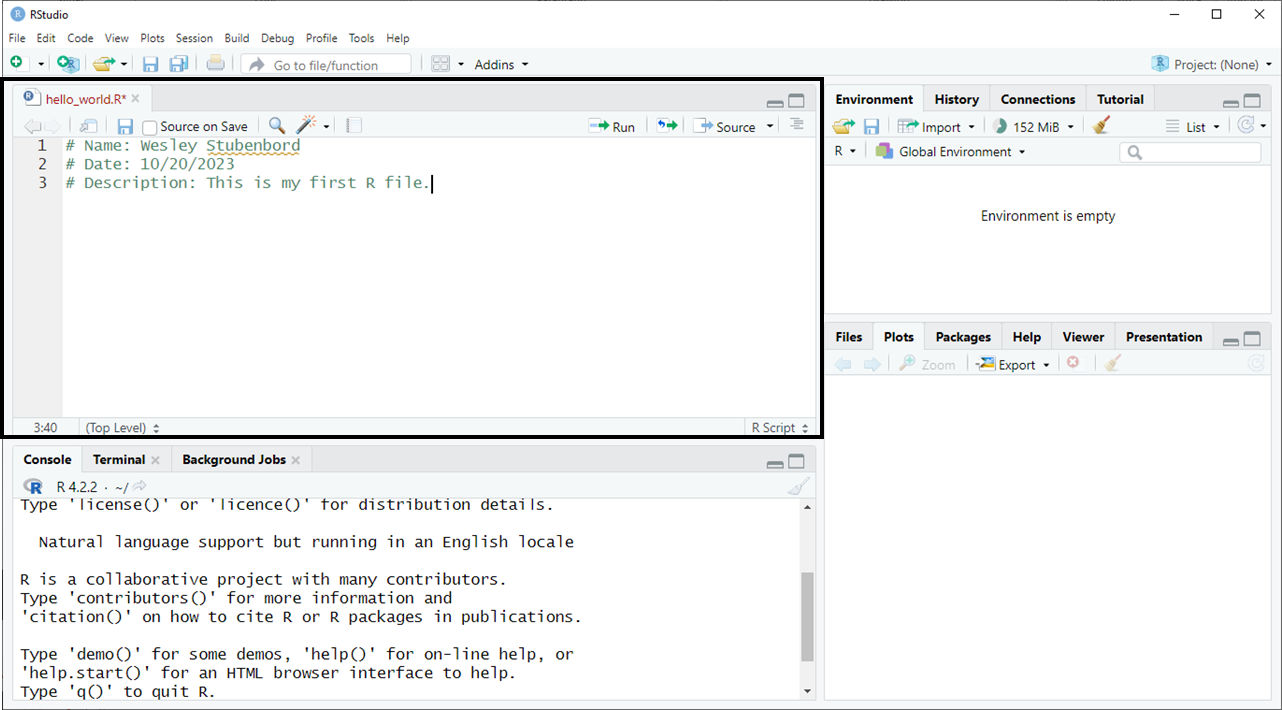 RStudio
File Edit Code View Plots Session Build Debug Profile Tools Help
Go to file/function Addins Project: (None)
hello_world.R*
Source on Save Run Source
1 # Name: Wesley Stubenbord
2 # Date: 10/20/2023
3 # Description: This is my first R file.
3:40 (Top Level) R Script
Console Terminal Background Jobs
R 4.2.2 · ~/
Type 'license()' or 'licence()' for distribution details.
Natural language support but running in an English locale
R is a collaborative project with many contributors.
Type 'contributors()' for more information and
'citation()' on how to cite R or R packages in publications.
Type 'demo()' for some demos, 'help()' for on-line help, or
'help.start()' for an HTML browser interface to help.
Type 'q()' to quit R.
Environment History Connections Tutorial
Import 152 MiB List
R Global Environment
Environment is empty
Files Plots Packages Help Viewer Presentation
Zoom Export